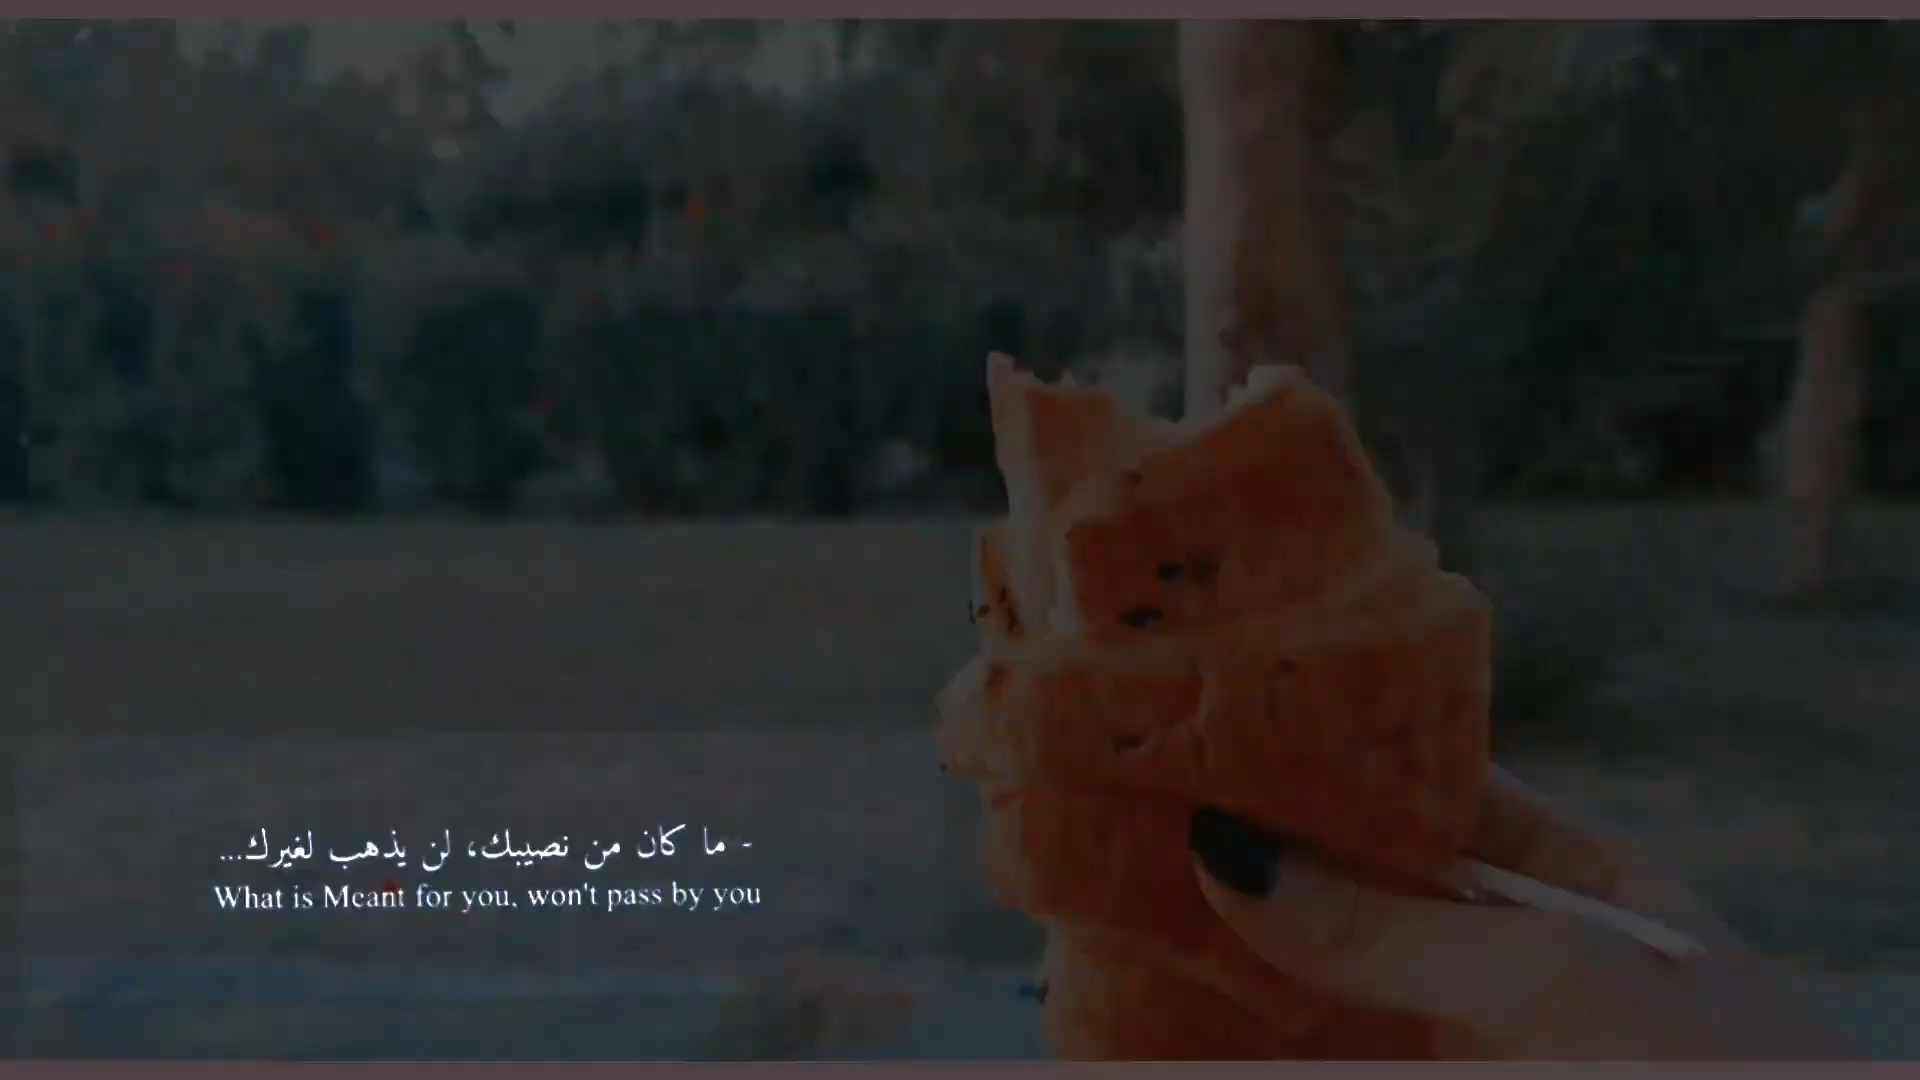 - ما كان من نصيبك، لن يذهب لغيرك...
What is Meant for you, won't pass by you